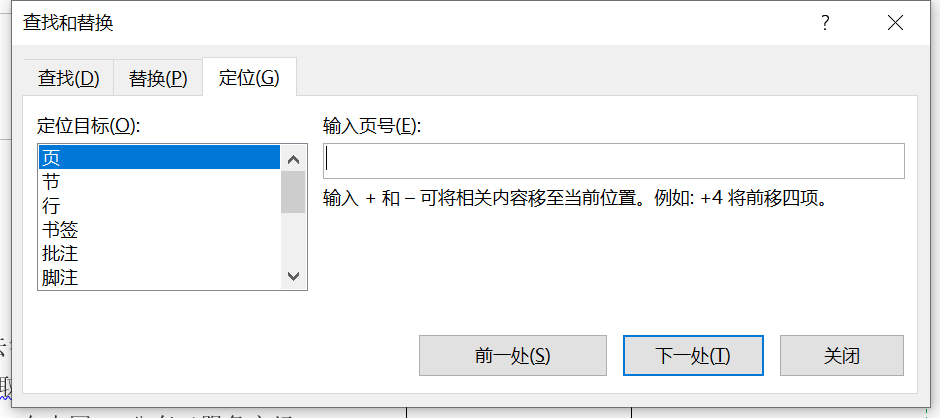 查找和替换
?
查找(D) 替换(P) 定位(G)
定位目标(O):
页
节
行
书签
批注
脚注
输入页号(E):
输入 + 和 – 可将相关内容移至当前位置。例如: +4 将前移四项。
前一处(S) 下一处(T) 关闭